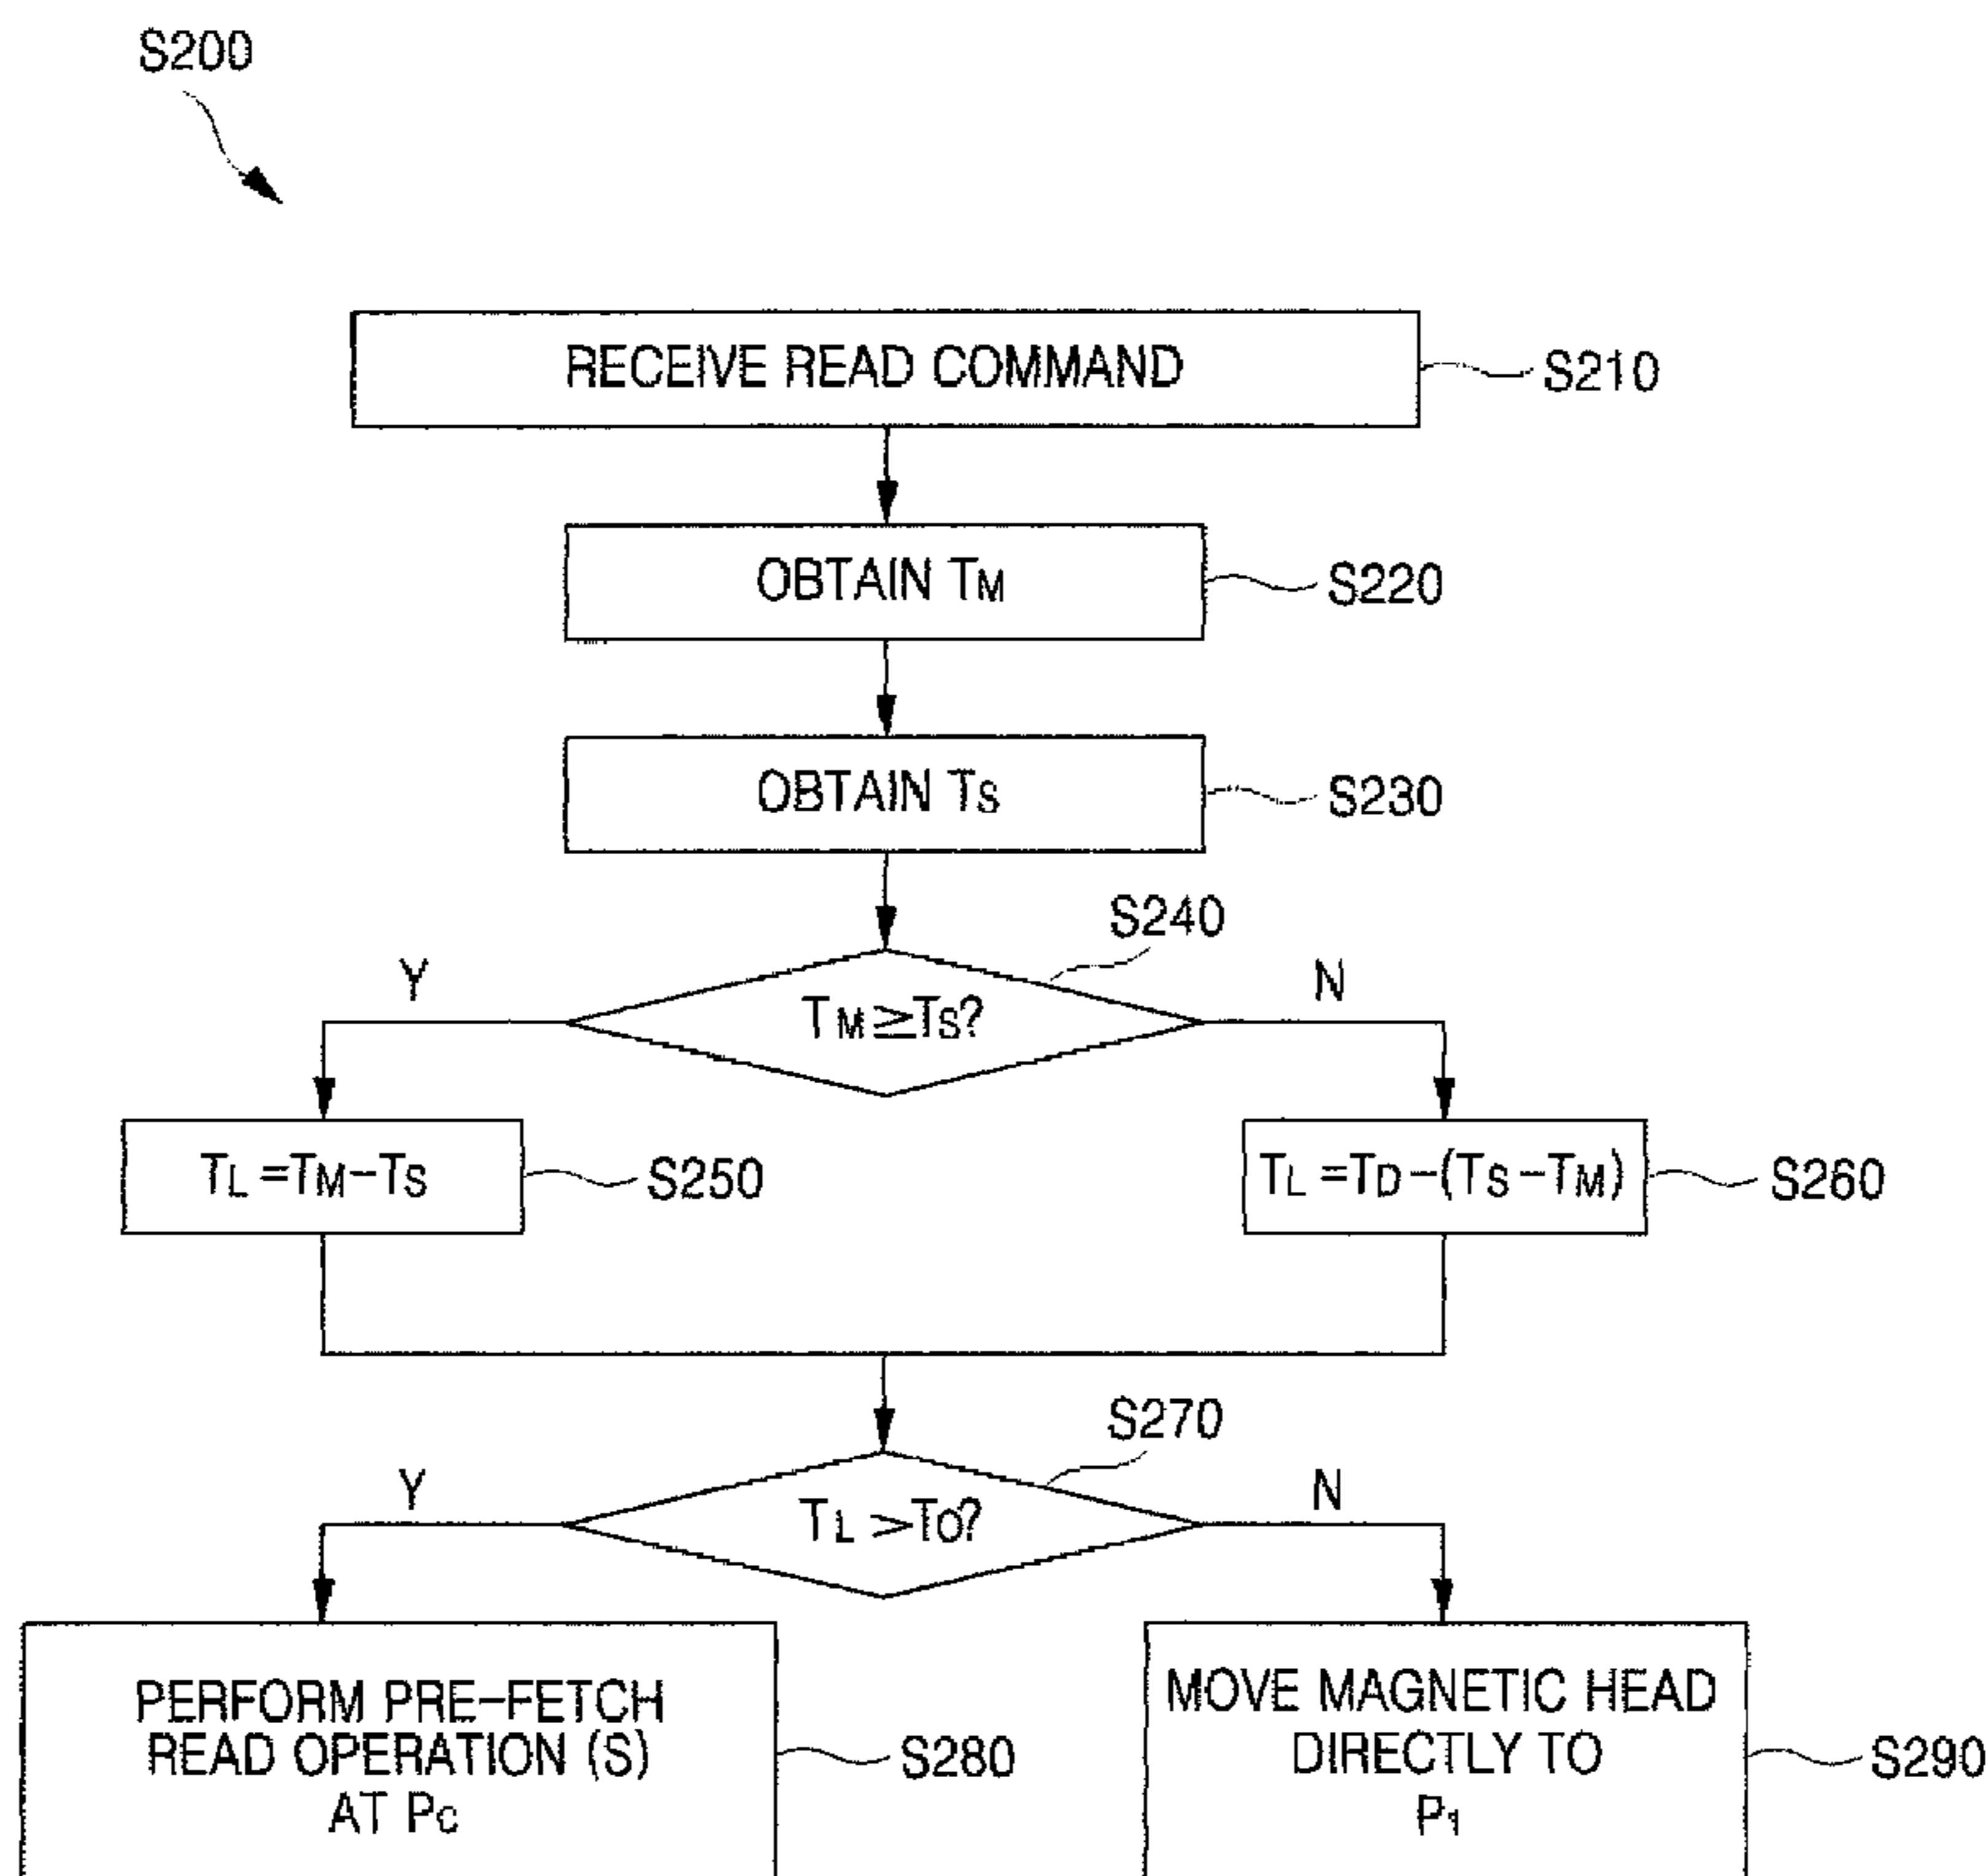 S200
RECEIVE READ COMMAND
S210
OBTAIN TM
S220
OBTAIN TS
S230
S240
Y
N
TM≥TS?
TL=TM-TS
S250
TL=TD-(TS-TM)
S260
S270
Y
N
TL>TO?
PERFORM PRE-FETCH
READ OPERATION (S)
AT PC
S280
MOVE MAGNETIC HEAD
DIRECTLY TO
P1
S290